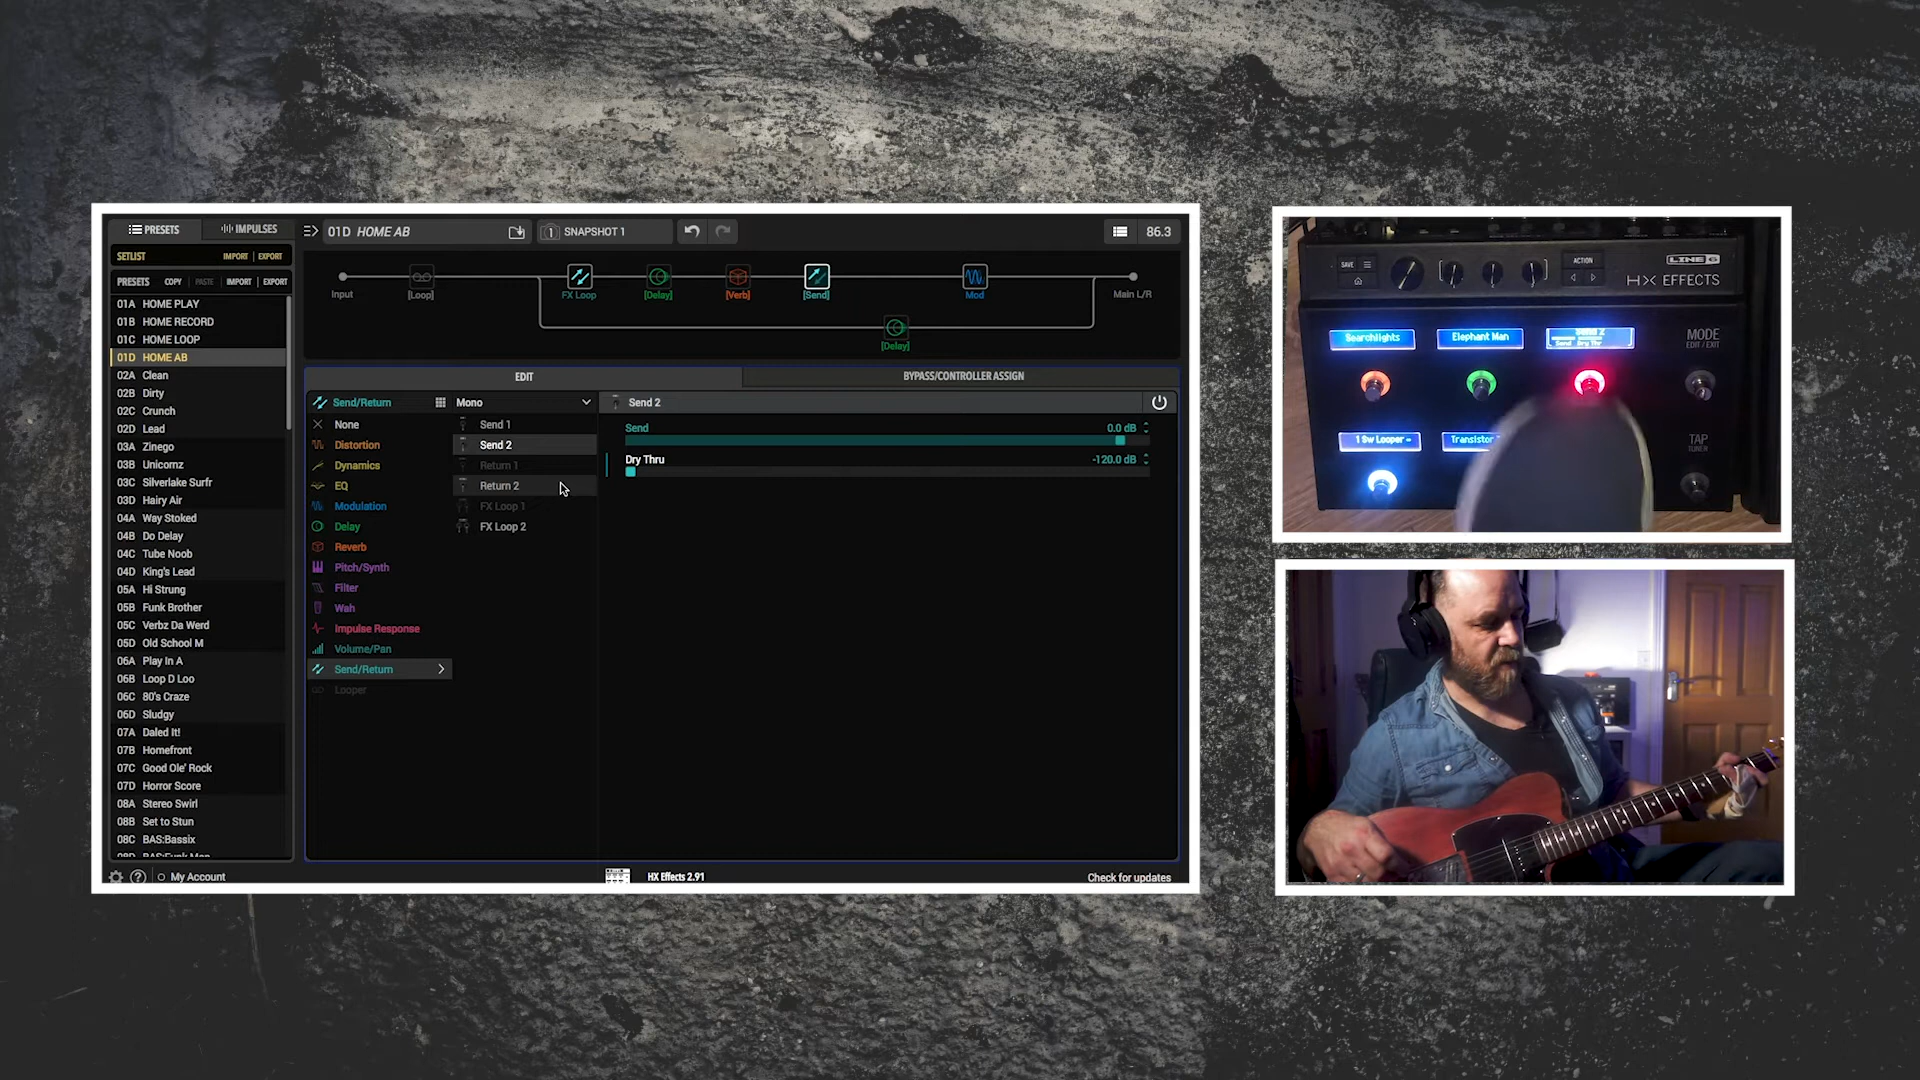 PRESETS
IMPULSES
01D HOME AB
1 SNAPSHOT 1
86.3
SETLIST IMPORT | EXPORT
PRESETS COPY PASTE IMPORT EXPORT
01A HOME PLAY
01B HOME RECORD
01C HOME LOOP
01D HOME AB
02A Clean
02B Dirty
02C Crunch
02D Lead
03A Zinego
03B Unicornz
03C Silverlake Surfr
03D Hairy Air
04A Way Stoked
04B Do Delay
04C Tube Noob
04D King's Lead
05A Hi Strung
05B Funk Brother
05C Verbz Da Werd
05D Old School M
06A Play In A
06B Loop D Loo
06C 80's Craze
06D Sludgy
07A Daled It!
07B Homefront
07C Good Ole' Rock
07D Horror Score
08A Stereo Swirl
08B Set to Stun
08C BAS:Bassix
08D BAS:Funk Man
Input
[Loop]
FX Loop
[Delay]
[Verb]
[Send]
Mod
Main L/R
[Delay]
EDIT
BYPASS/CONTROLLER ASSIGN
Send/Return
None
Distortion
Dynamics
EQ
Modulation
Delay
Reverb
Pitch/Synth
Filter
Wah
Impulse Response
Volume/Pan
Send/Return
Looper
Mono
Send 1
Send 2
Return 1
Return 2
FX Loop 1
FX Loop 2
Send 2
Send 0.0 dB
Dry Thru -120.0 dB
My Account
HX Effects 2.91
Check for updates
SAVE
ACTION
LINE 6
HX EFFECTS
Searchlights
Elephant Man
Send Dry Thr
MODE
EDIT / EXIT
1 Sw Looper
Transistor
TAP
TUNER